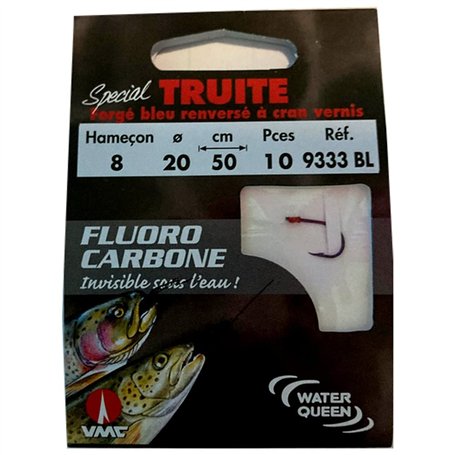 Special TRUITE
Forgé bleu renversé à cran vernis
Hameçon ø cm Pces Réf.
8 20 50 10 9333 BL
FLUORO
CARBONE
Invisible sous l'eau !
VMC
WATER
QUEEN